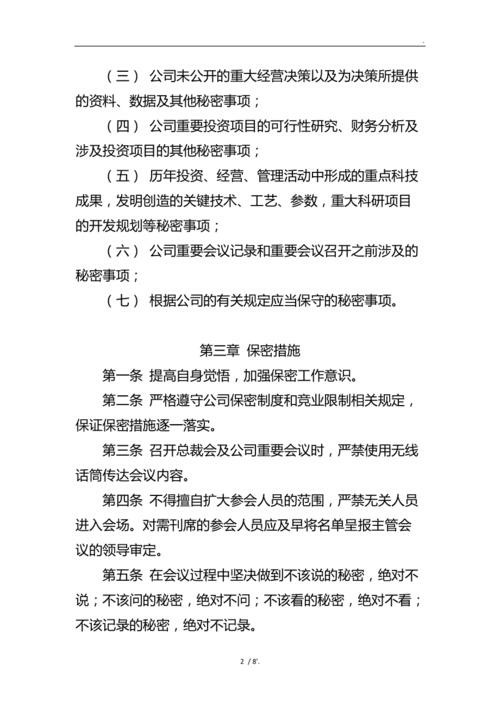 （三） 公司未公开的重大经营决策以及为决策所提供
的资料、数据及其他秘密事项；
（四） 公司重要投资项目的可行性研究、财务分析及
涉及投资项目的其他秘密事项；
（五） 历年投资、经营、管理活动中形成的重点科技
成果，发明创造的关键技术、工艺、参数，重大科研项目
的开发规划等秘密事项；
（六） 公司重要会议记录和重要会议召开之前涉及的
秘密事项；
（七） 根据公司的有关规定应当保守的秘密事项。
第三章 保密措施
第一条 提高自身觉悟，加强保密工作意识。
第二条 严格遵守公司保密制度和竞业限制相关规定，
保证保密措施逐一落实。
第三条 召开总裁会及公司重要会议时，严禁使用无线
话筒传达会议内容。
第四条 不得擅自扩大参会人员的范围，严禁无关人员
进入会场。对需刊席的参会人员应及早将名单呈报主管会
议的领导审定。
第五条 在会议过程中坚决做到不该说的秘密，绝对不
说；不该问的秘密，绝对不问；不该看的秘密，绝对不看；
不该记录的秘密，绝对不记录。
2 / 8'.